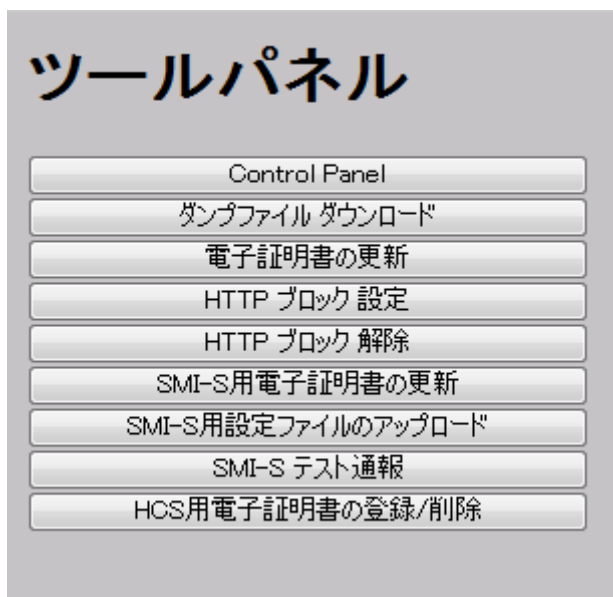 ツールパネル
Control Panel
ダンプファイル ダウンロード
電子証明書の更新
HTTP ブロック 設定
HTTP ブロック 解除
SMI-S用電子証明書の更新
SMI-S用設定ファイルのアップロード
SMI-S テスト通報
HCS用電子証明書の登録/削除